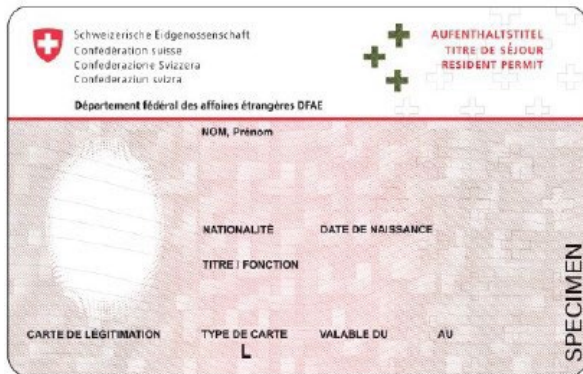 Schweizerische Eidgenossenschaft
Confédération suisse
Confederazione Svizzera
Confederaziun svizra
Département fédéral des affaires étrangères DFAE
AUFENTHALTSTITEL
TITRE DE SÉJOUR
RESIDENT PERMIT
NOM, Prénom
NATIONALITÉ DATE DE NAISSANCE
TITRE / FONCTION
CARTE DE LÉGITIMATION TYPE DE CARTE VALABLE DU AU
L
SPECIMEN